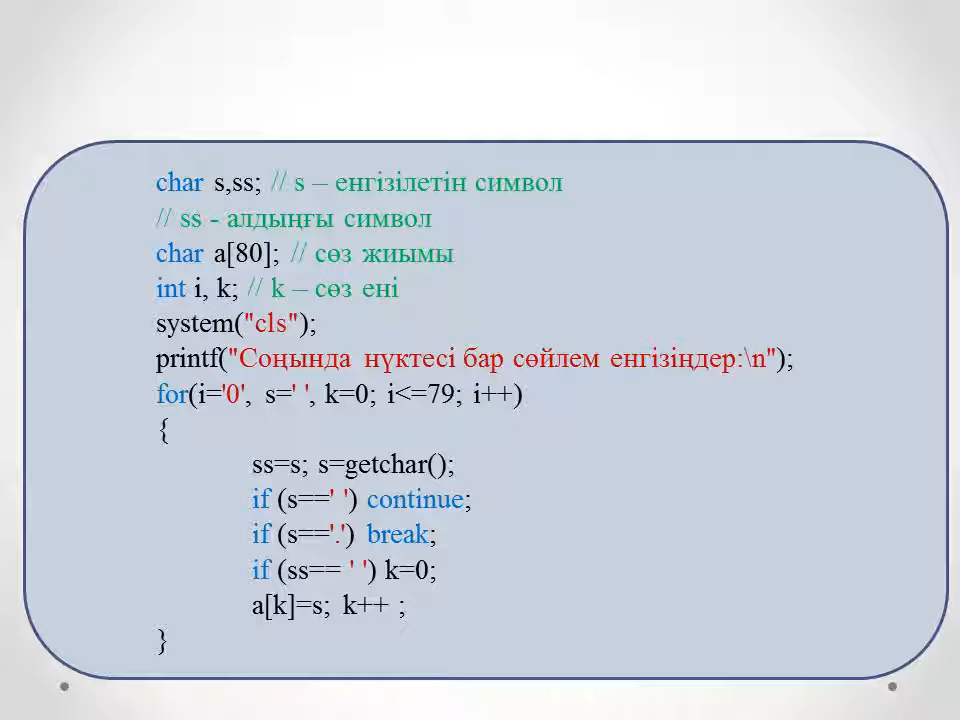 char s,ss; // s – енгізілетін символ
// ss - алдыңғы символ
char a[80]; // сөз жиымы
int i, k; // k – сөз ені
system("cls");
printf("Соңында нүктесі бар сөйлем енгізіңдер:\n");
for(i='0', s=' ', k=0; i<=79; i++)
{
ss=s; s=getchar();
if (s==' ') continue;
if (s=='.') break;
if (ss== ' ') k=0;
a[k]=s; k++ ;
}